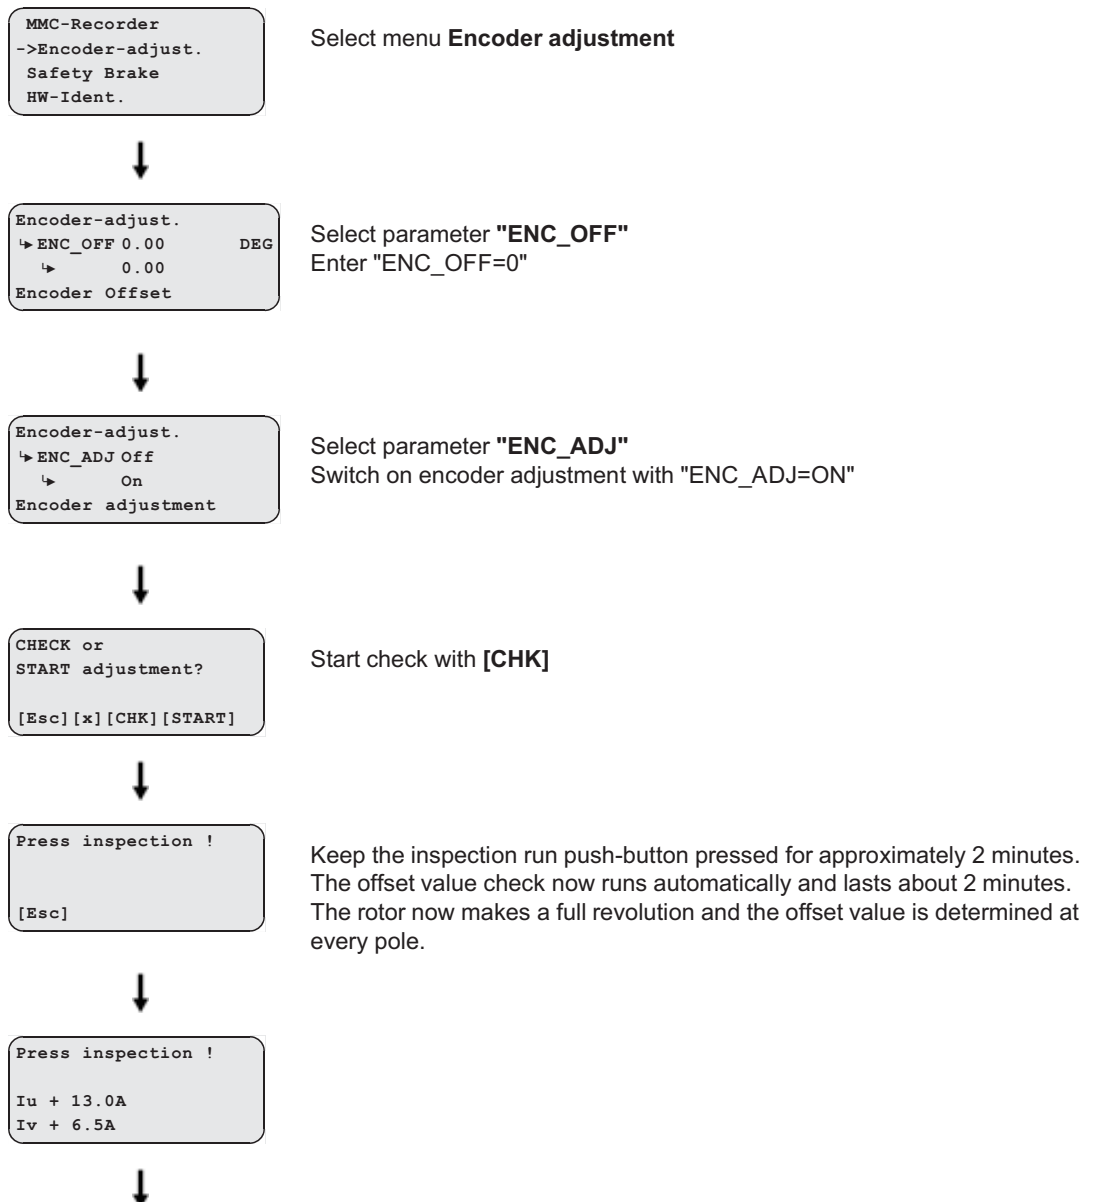 MMC-Recorder
->Encoder-adjust.
Safety Brake
HW-Ident.
Select menu Encoder adjustment
Encoder-adjust.
↳ ENC_OFF 0.00 DEG
↳ 0.00
Encoder Offset
Select parameter "ENC_OFF"
Enter "ENC_OFF=0"
Encoder-adjust.
↳ ENC_ADJ Off
↳ On
Encoder adjustment
Select parameter "ENC_ADJ"
Switch on encoder adjustment with "ENC_ADJ=ON"
CHECK or
START adjustment?
[Esc][x][CHK][START]
Start check with [CHK]
Press inspection !
[Esc]
Keep the inspection run push-button pressed for approximately 2 minutes.
The offset value check now runs automatically and lasts about 2 minutes.
The rotor now makes a full revolution and the offset value is determined at
every pole.
Press inspection !
Iu + 13.0A
Iv + 6.5A